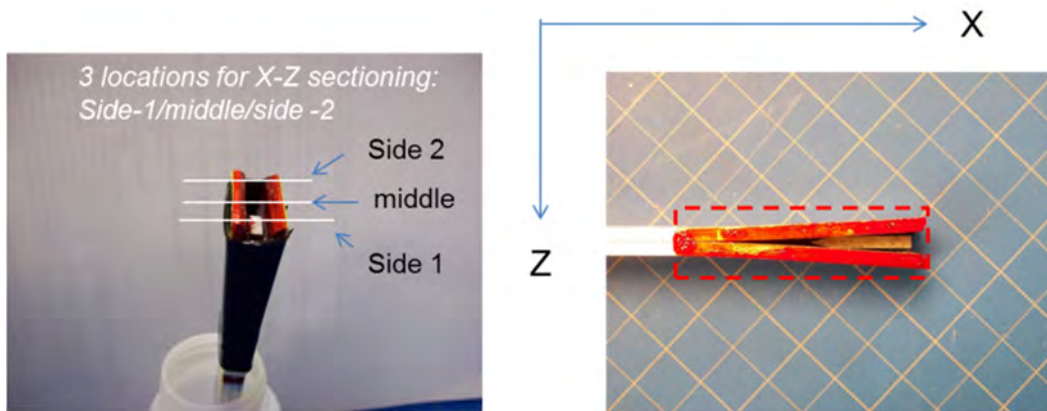 3 locations for X-Z sectioning:
Side-1/middle/side -2
Side 2
middle
Side 1
X
Z